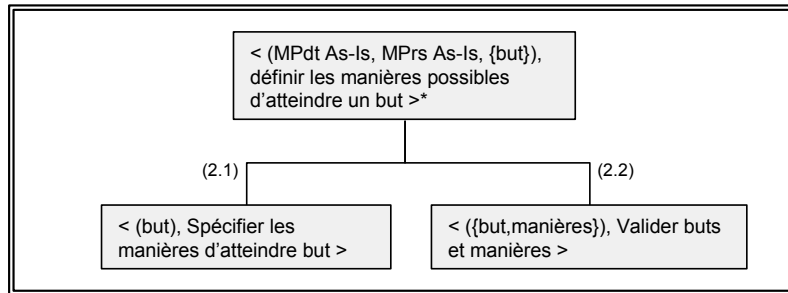 < (MPdt As-Is, MPrs As-Is, {but}),
définir les manières possibles
d'atteindre un but >*
(2.1)
(2.2)
< (but), Spécifier les
manières d'atteindre but >
< ({but,manières}), Valider buts
et manières >